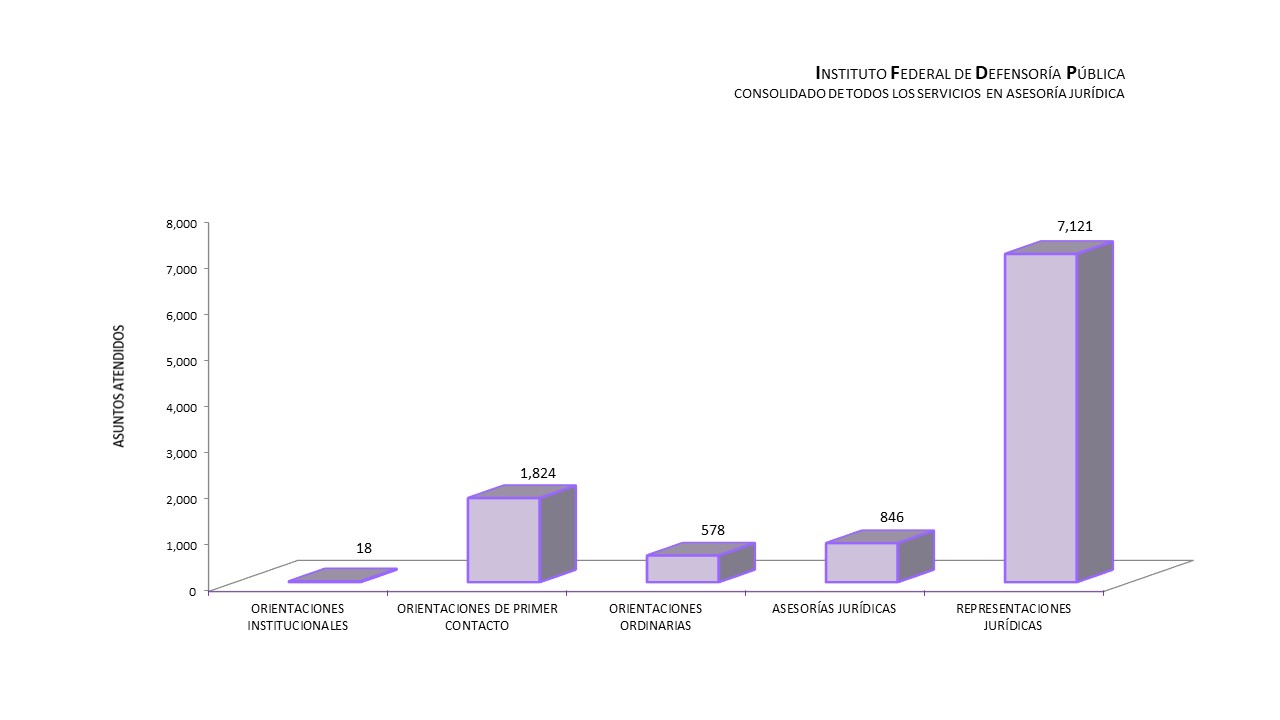 INSTITUTO FEDERAL DE DEFENSORÍA PÚBLICA
CONSOLIDADO DE TODOS LOS SERVICIOS EN ASESORÍA JURÍDICA
ASUNTOS ATENDIDOS
8,000
7,000
6,000
5,000
4,000
3,000
2,000
1,000
0
18
1,824
578
846
7,121
ORIENTACIONES
INSTITUCIONALES
ORIENTACIONES DE PRIMER
CONTACTO
ORIENTACIONES
ORDINARIAS
ASESORÍAS JURÍDICAS
REPRESENTACIONES
JURÍDICAS